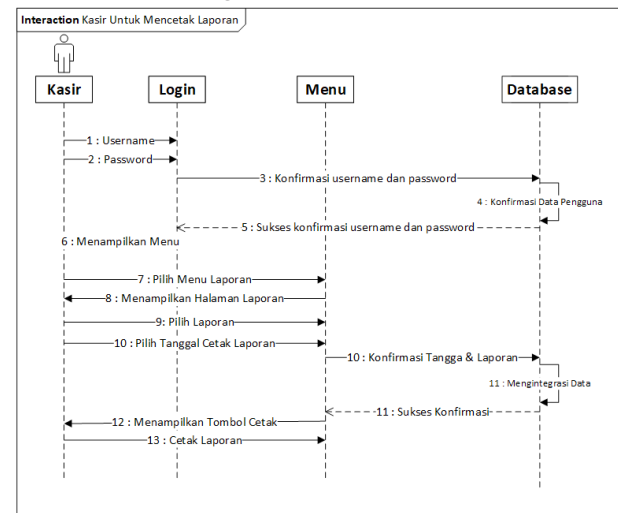 Interaction Kasir Untuk Mencetak Laporan
Kasir
Login
Menu
Database
1 : Username
2 : Password
3 : Konfirmasi username dan password
4 : Konfirmasi Data Pengguna
5 : Sukses konfirmasi username dan password
6 : Menampilkan Menu
7 : Pilih Menu Laporan
8 : Menampilkan Halaman Laporan
9: Pilih Laporan
10 : Pilih Tanggal Cetak Laporan
10 : Konfirmasi Tangga & Laporan
11 : Mengintegrasi Data
11 : Sukses Konfirmasi
12 : Menampilkan Tombol Cetak
13 : Cetak Laporan